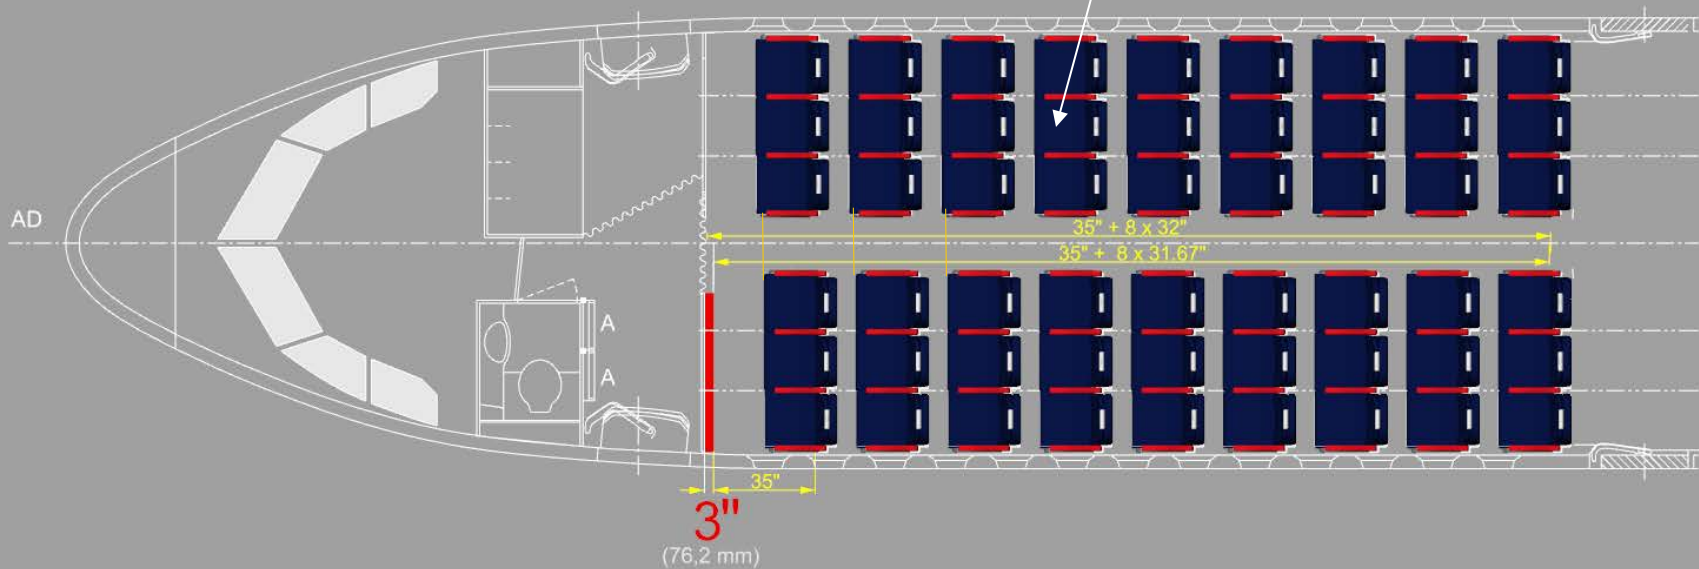 AD
35" + 8 x 32"
35" + 8 x 31.67"
A
A
35"
3"
(76,2 mm)